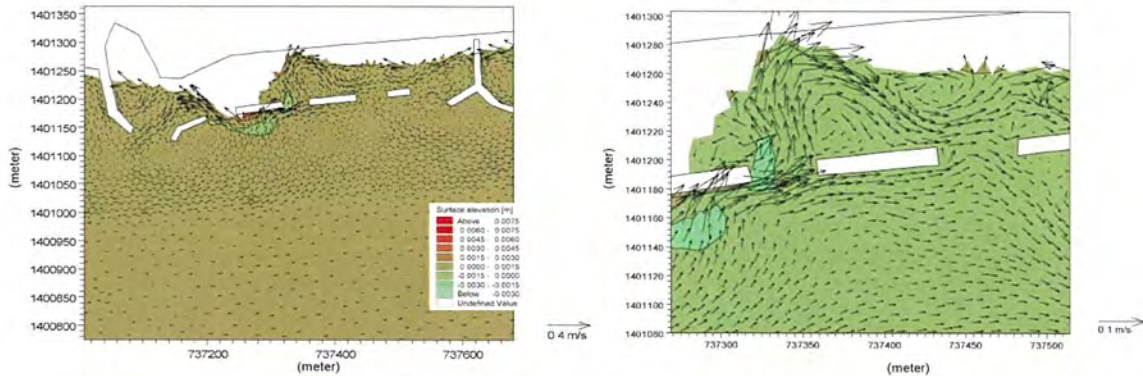 1401350
1401300
1401250
1401200
1401150
1401100
1401050
1401000
1400950
1400900
1400850
1400800
(meter)
737200
737400
737600
(meter)
Surface elevation [m]
Above 0.0075
0.0060 - 0.0075
0.0045 - 0.0060
0.0030 - 0.0045
0.0015 - 0.0030
0.0000 - 0.0015
-0.0015 - 0.0000
-0.0030 - -0.0015
Below -0.0030
Undefined Value
0.4 m/s
1401300
1401280
1401260
1401240
1401220
1401200
1401180
1401160
1401140
1401120
1401100
1401080
(meter)
737300
737350
737400
737450
737500
(meter)
0.1 m/s